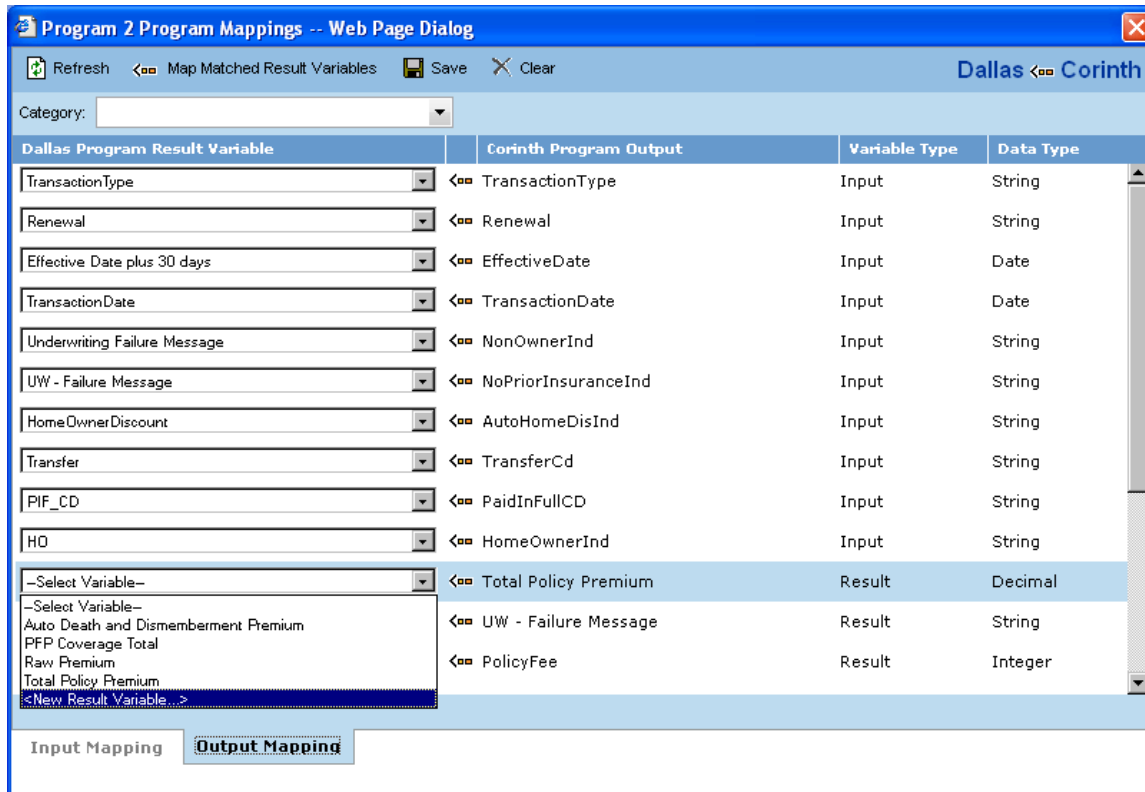 Program 2 Program Mappings -- Web Page Dialog
Refresh Map Matched Result Variables Save Clear Dallas Corinth
Category:
Dallas Program Result Variable Corinth Program Output Variable Type Data Type
TransactionType TransactionType Input String
Renewal Renewal Input String
Effective Date plus 30 days EffectiveDate Input Date
TransactionDate TransactionDate Input Date
Underwriting Failure Message NonOwnerInd Input String
UW - Failure Message NoPriorInsuranceInd Input String
HomeOwnerDiscount AutoHomeDisInd Input String
Transfer TransferCd Input String
PIF_CD PaidInFullCD Input String
HO HomeOwnerInd Input String
--Select Variable-- Total Policy Premium Result Decimal
--Select Variable--
Auto Death and Dismemberment Premium UW - Failure Message Result String
PFP Coverage Total
Raw Premium PolicyFee Result Integer
Total Policy Premium
<New Result Variable...>
Input Mapping Output Mapping